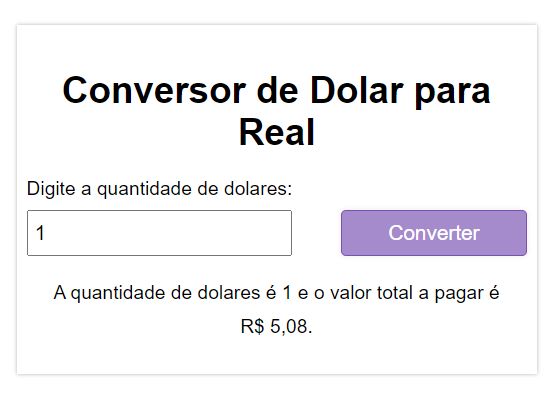 Conversor de Dolar para
Real
Digite a quantidade de dolares:
1
Converter
A quantidade de dolares é 1 e o valor total a pagar é
R$ 5,08.